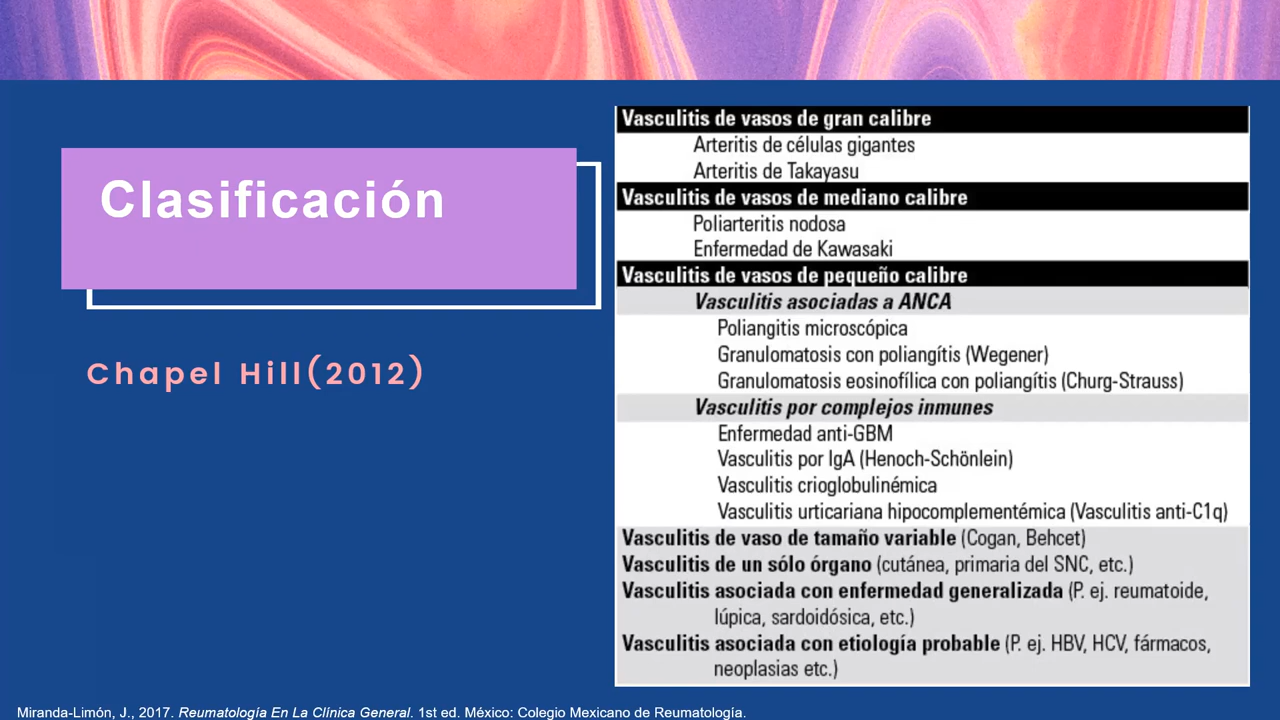 Clasificación
Chapel Hill(2012)
Vasculitis de vasos de gran calibre
Arteritis de células gigantes
Arteritis de Takayasu
Vasculitis de vasos de mediano calibre
Poliarteritis nodosa
Enfermedad de Kawasaki
Vasculitis de vasos de pequeño calibre
Vasculitis asociadas a ANCA
Poliangitis microscópica
Granulomatosis con poliangítis (Wegener)
Granulomatosis eosinofílica con poliangítis (Churg-Strauss)
Vasculitis por complejos inmunes
Enfermedad anti-GBM
Vasculitis por IgA (Henoch-Schönlein)
Vasculitis crioglobulinémica
Vasculitis urticariana hipocomplementémica (Vasculitis anti-C1q)
Vasculitis de vaso de tamaño variable (Cogan, Behcet)
Vasculitis de un sólo órgano (cutánea, primaria del SNC, etc.)
Vasculitis asociada con enfermedad generalizada (P. ej. reumatoide,
lúpica, sardoidósica, etc.)
Vasculitis asociada con etiología probable (P. ej. HBV, HCV, fármacos,
neoplasias etc.)
Miranda-Limón, J., 2017. Reumatología En La Clínica General. 1st ed. México: Colegio Mexicano de Reumatología.